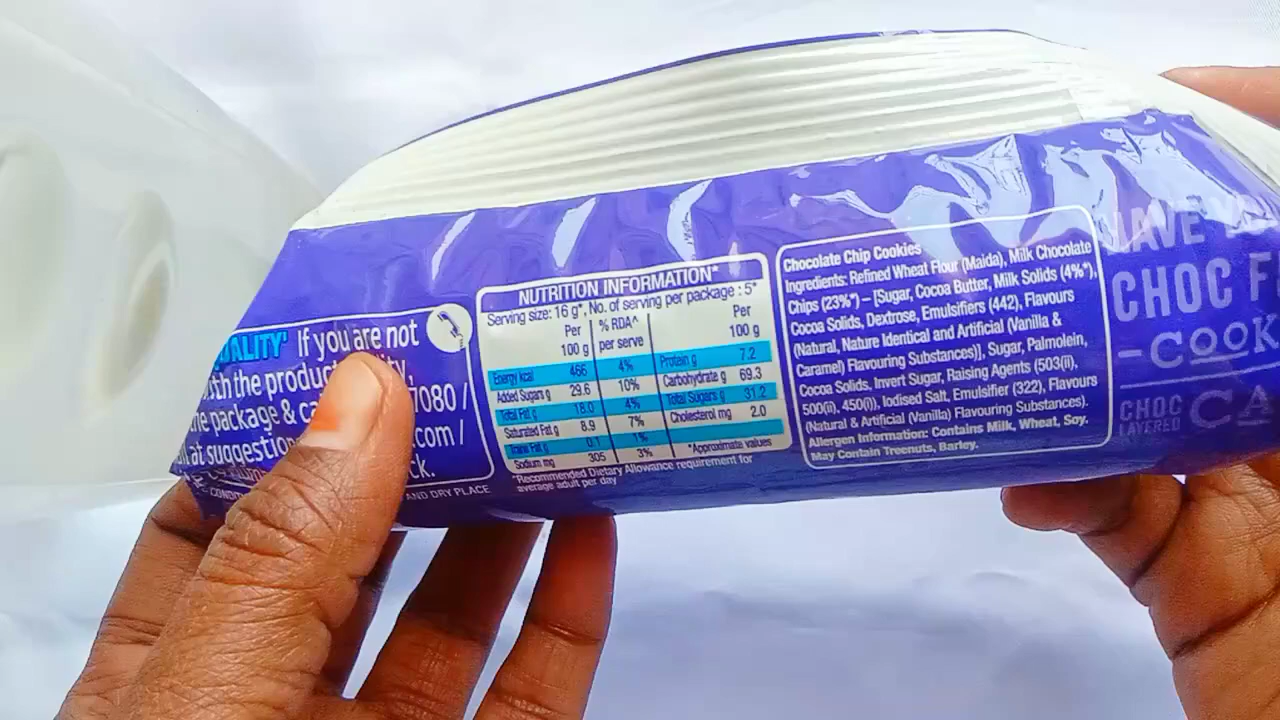 UALITY' If you are not
with the product
e package & ca 7080 /
at suggestion .com /
CONDIT AND DRY PLACE
NUTRITION INFORMATION*
Serving size: 16 g*, No. of serving per package : 5*
Per 100 g % RDA^ per serve Per 100 g
Energy kcal 466 4% Protein g 7.2
Added Sugars g 29.6 10% Carbohydrate g 69.3
Total Fat g 18.0 4% Total Sugars g 31.2
Saturated Fat g 8.9 7% Cholesterol mg 2.0
Trans Fat g 0.1 1%
Sodium mg 305 3% *Approximate values
^Recommended Dietary Allowance requirement for
average adult per day
Chocolate Chip Cookies
Ingredients: Refined Wheat Flour (Maida), Milk Chocolate
Chips (23%*) – [Sugar, Cocoa Butter, Milk Solids (4%*),
Cocoa Solids, Dextrose, Emulsifiers (442), Flavours
(Natural, Nature Identical and Artificial (Vanilla &
Caramel) Flavouring Substances)], Sugar, Palmolein,
Cocoa Solids, Invert Sugar, Raising Agents (503(ii),
500(ii), 450(i)), Iodised Salt, Emulsifier (322), Flavours
(Natural & Artificial (Vanilla) Flavouring Substances).
Allergen Information: Contains Milk, Wheat, Soy.
May Contain Treenuts, Barley.
HAVE
CHOC F
-COOK
CHOC
LAYERED CA